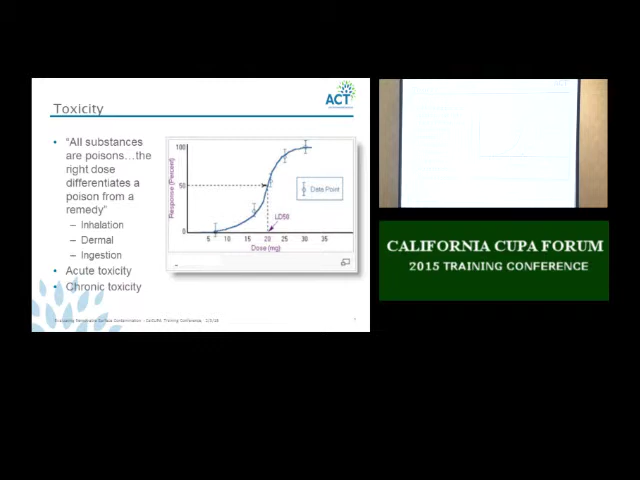 Toxicity
ACT
• "All substances
are poisons…the
right dose
differentiates a
poison from a
remedy"
– Inhalation
– Dermal
– Ingestion
• Acute toxicity
• Chronic toxicity
Response (Percent)
100
50
0
5 10 15 20 25 30 35
Dose (mg)
LD50
Data Point
CALIFORNIA CUPA FORUM
2015 TRAINING CONFERENCE